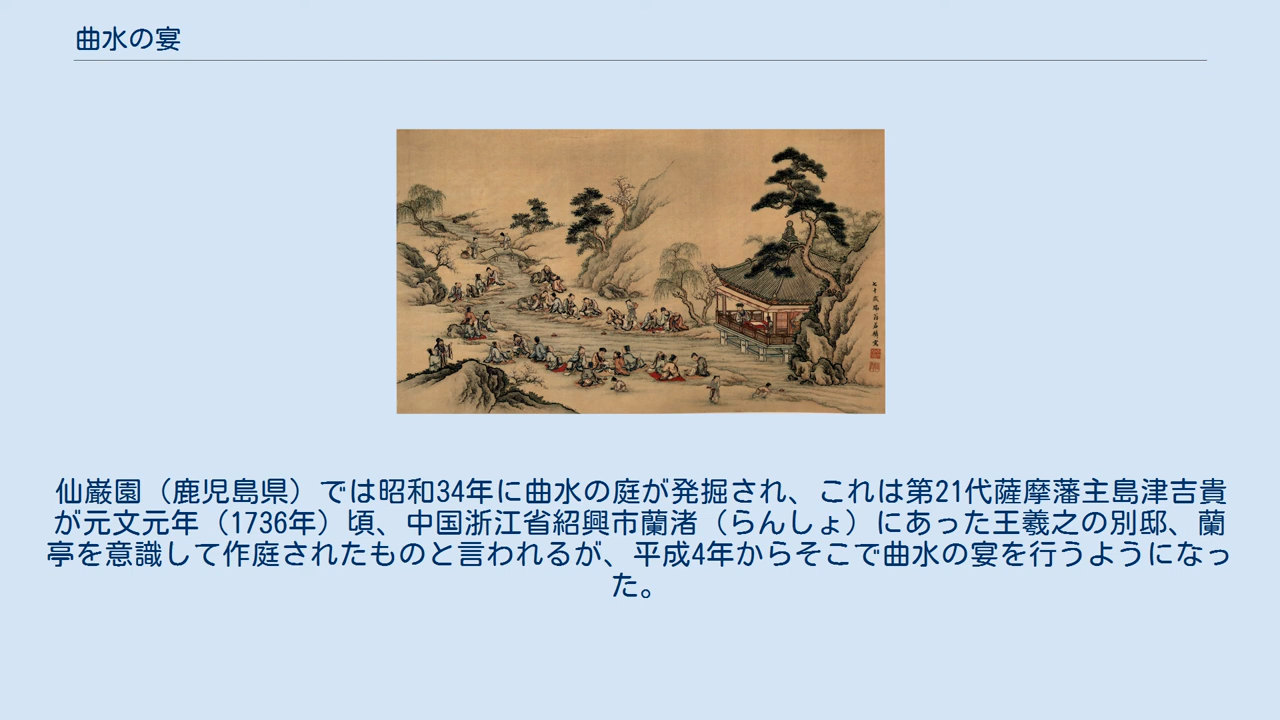 曲水の宴
仙巌園（鹿児島県）では昭和34年に曲水の庭が発掘され、これは第21代薩摩藩主島津吉貴
が元文元年（1736年）頃、中国浙江省紹興市蘭渚（らんしょ）にあった王羲之の別邸、蘭
亭を意識して作庭されたものと言われるが、平成4年からそこで曲水の宴を行うようになっ
た。